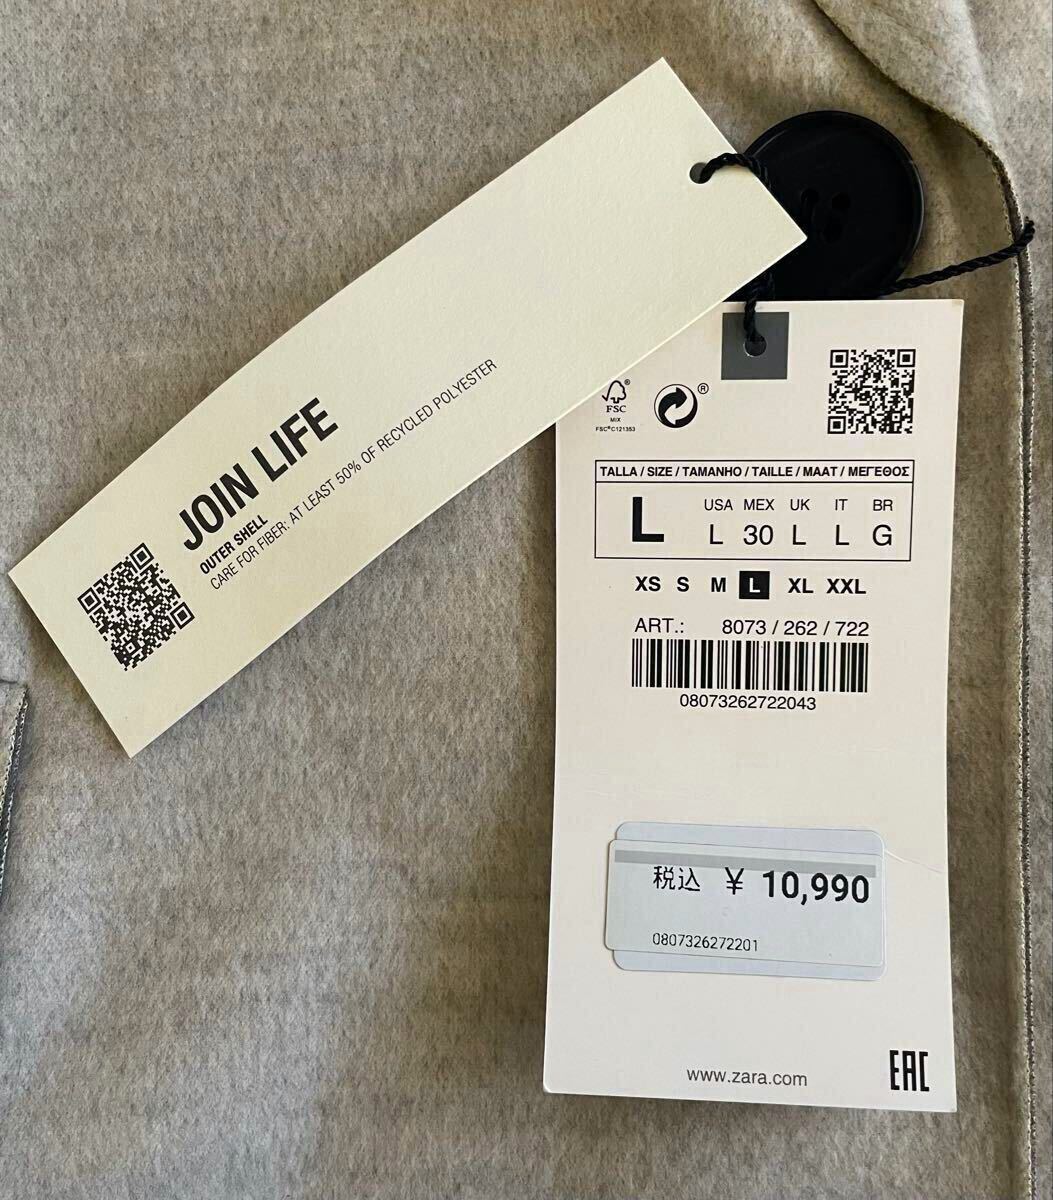 JOIN LIFE
OUTER SHELL
CARE FOR FIBER: AT LEAST 50% OF RECYCLED POLYESTER
®
FSC
MIX
FSC® C121353
®
TALLA / SIZE / TAMANHO / TAILLE / MAAT / ΜΕΓΕΘΟΣ
L
USA MEX UK IT BR
L 30 L L G
XS S M L XL XXL
ART.: 8073 / 262 / 722
08073262722043
税込 ¥ 10,990
0807326272201
www.zara.com
EAC